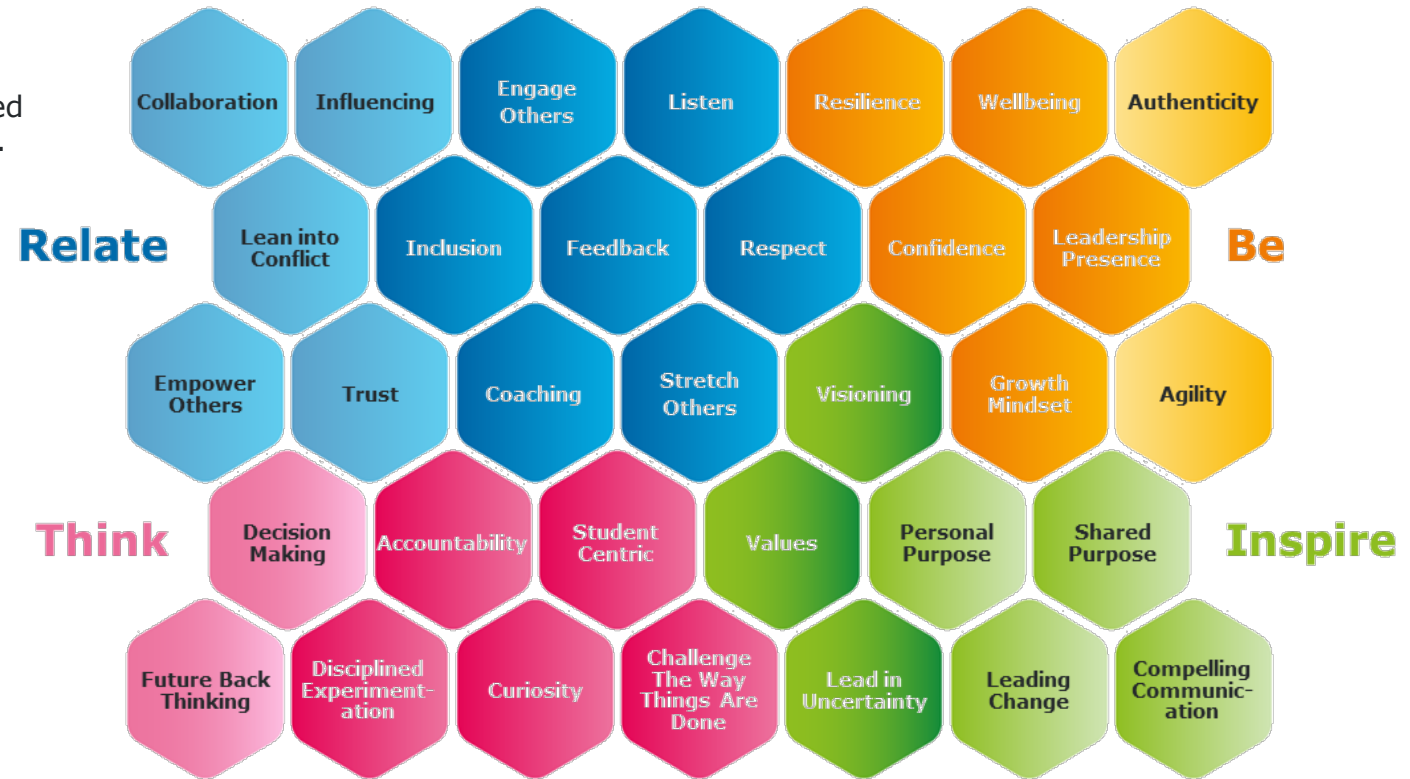 ed
.
Collaboration
Influencing
Engage
Others
Listen
Resilience
Wellbeing
Authenticity
Relate
Lean into
Conflict
Inclusion
Feedback
Respect
Confidence
Leadership
Presence
Be
Empower
Others
Trust
Coaching
Stretch
Others
Visioning
Growth
Mindset
Agility
Think
Decision
Making
Accountability
Student
Centric
Values
Personal
Purpose
Shared
Purpose
Inspire
Future Back
Thinking
Disciplined
Experiment-
ation
Curiosity
Challenge
The Way
Things Are
Done
Lead in
Uncertainty
Leading
Change
Compelling
Communic-
ation